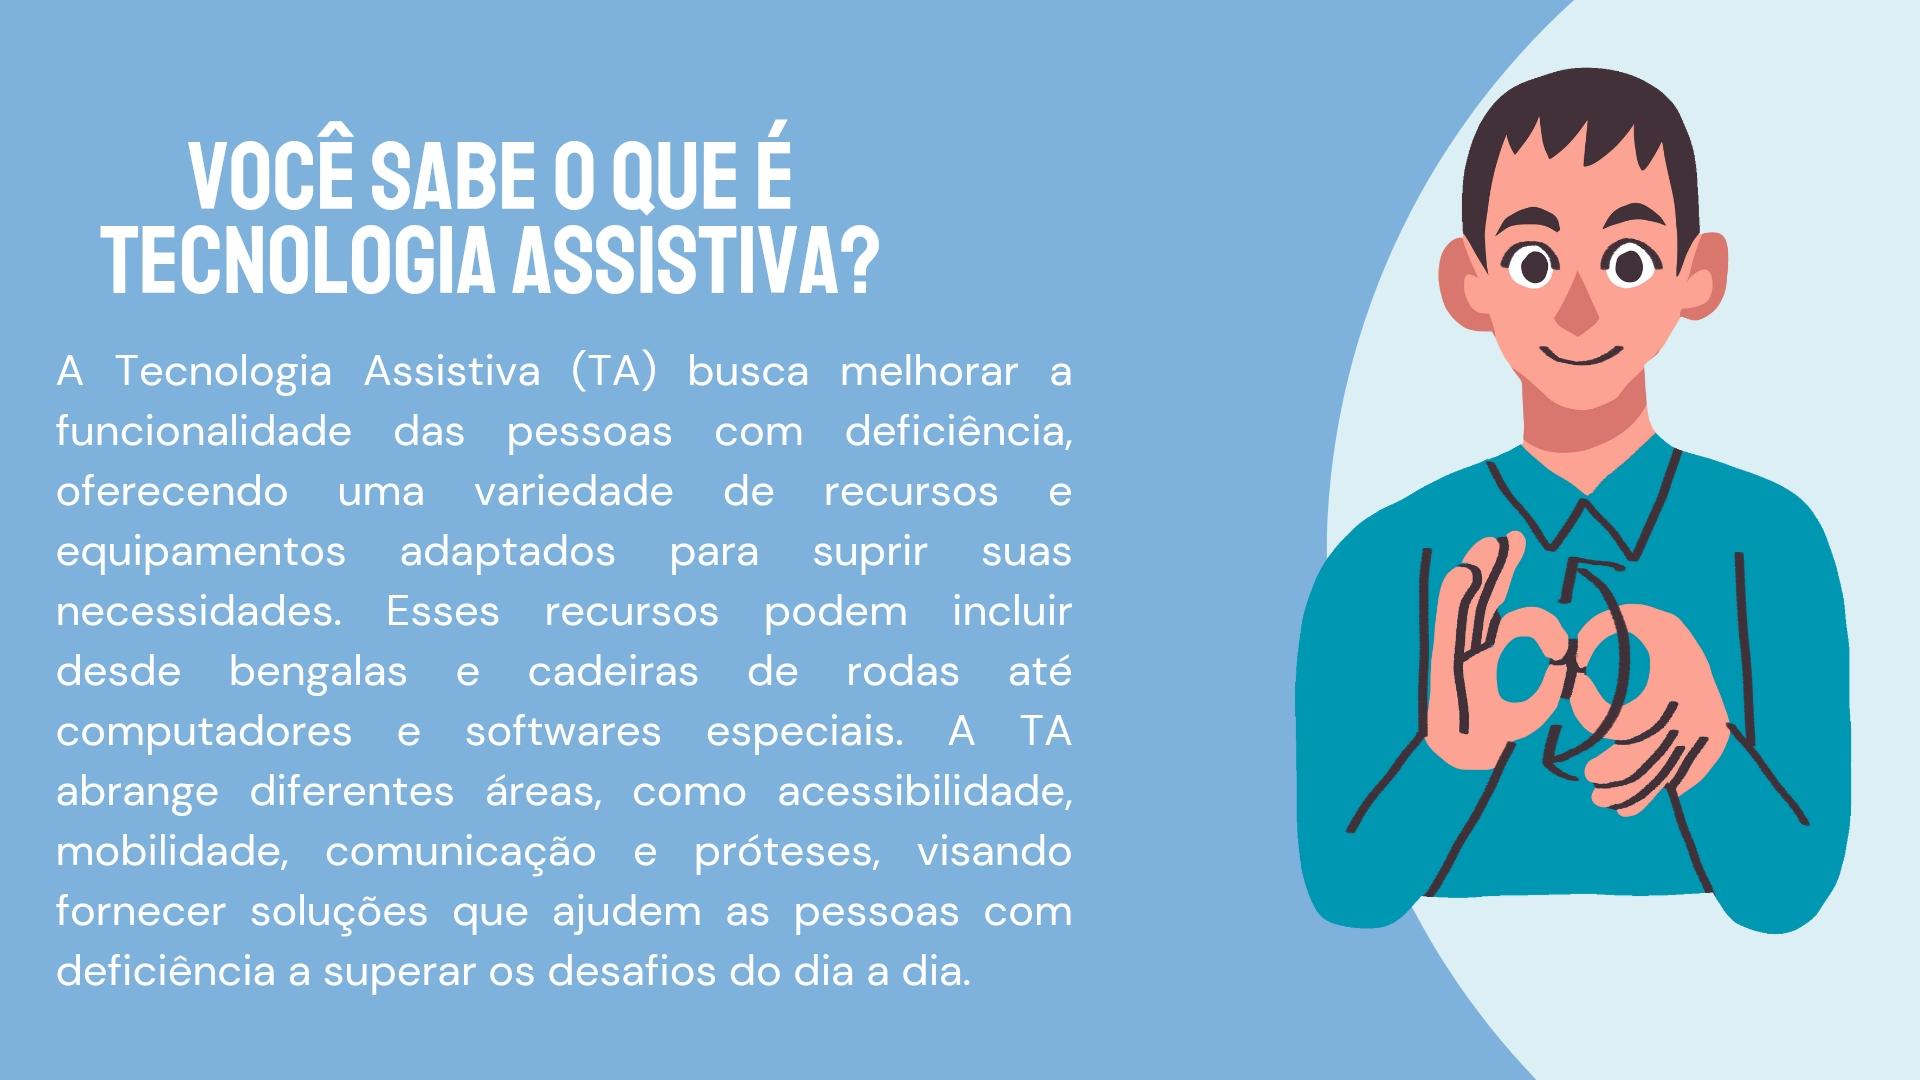 VOCÊ SABE O QUE É
TECNOLOGIA ASSISTIVA?
A Tecnologia Assistiva (TA) busca melhorar a
funcionalidade das pessoas com deficiência,
oferecendo uma variedade de recursos e
equipamentos adaptados para suprir suas
necessidades. Esses recursos podem incluir
desde bengalas e cadeiras de rodas até
computadores e softwares especiais. A TA
abrange diferentes áreas, como acessibilidade,
mobilidade, comunicação e próteses, visando
fornecer soluções que ajudem as pessoas com
deficiência a superar os desafios do dia a dia.